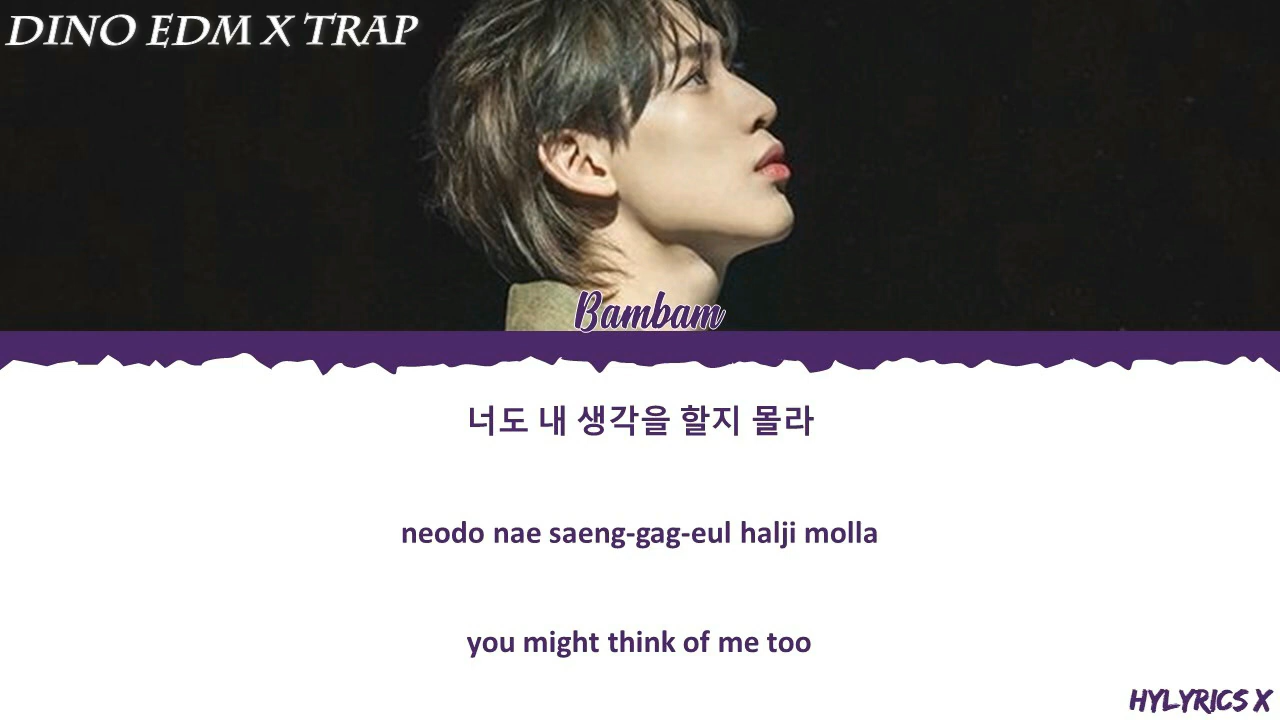 DINO EDM X TRAP
Bambam
너도 내 생각을 할지 몰라
neodo nae saeng-gag-eul halji molla
you might think of me too
HYLYRICS X